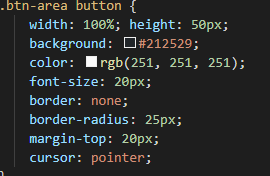 .btn-area button {
width: 100%; height: 50px;
background: #212529;
color: rgb(251, 251, 251);
font-size: 20px;
border: none;
border-radius: 25px;
margin-top: 20px;
cursor: pointer;